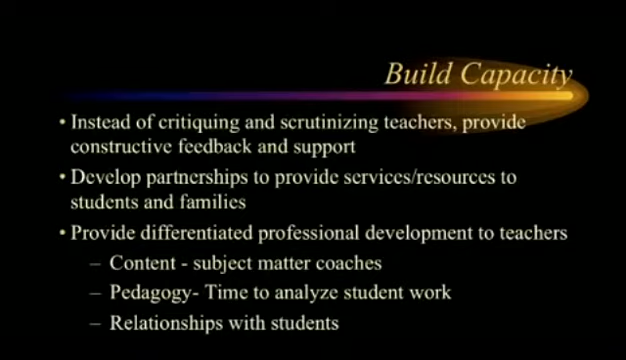 Build Capacity
• Instead of critiquing and scrutinizing teachers, provide
constructive feedback and support
• Develop partnerships to provide services/resources to
students and families
• Provide differentiated professional development to teachers
– Content - subject matter coaches
– Pedagogy- Time to analyze student work
– Relationships with students